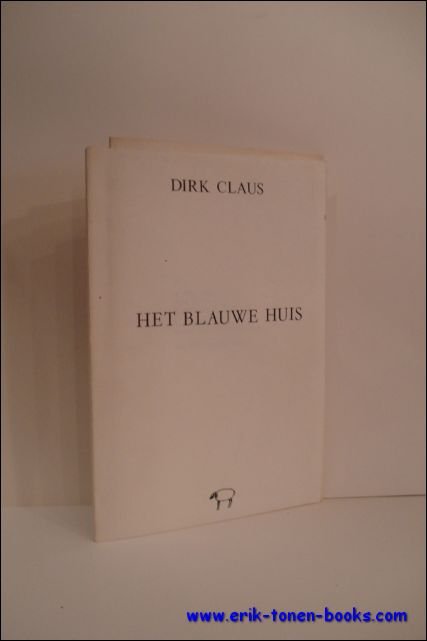 DIRK CLAUS
HET BLAUWE HUIS
www.erik-tonen-books.com